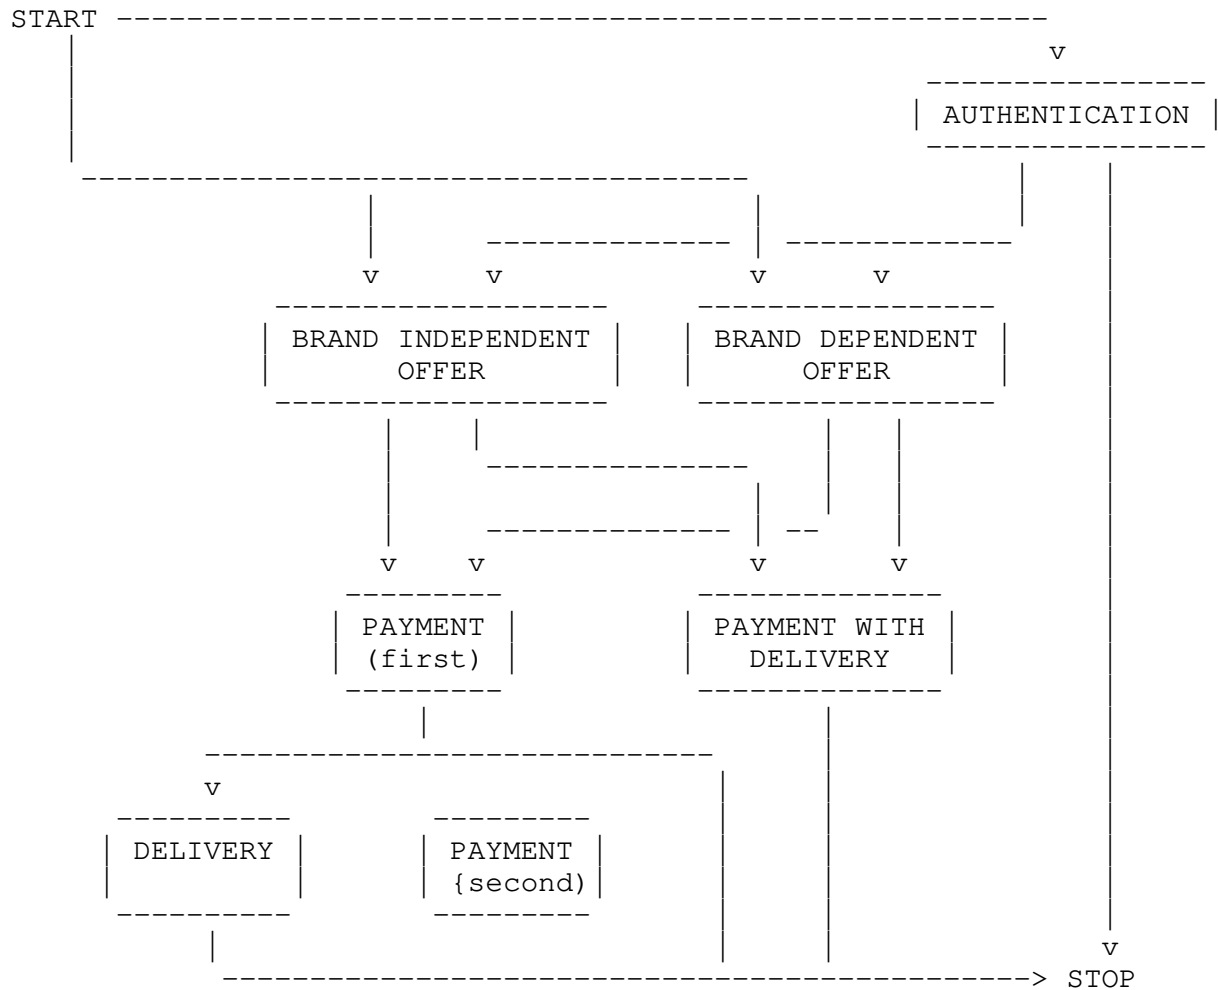 START
v
AUTHENTICATION
v v v v
BRAND INDEPENDENT BRAND DEPENDENT
OFFER OFFER
v v v v
PAYMENT PAYMENT WITH
(first) DELIVERY
v
DELIVERY PAYMENT
{second)
v
> STOP